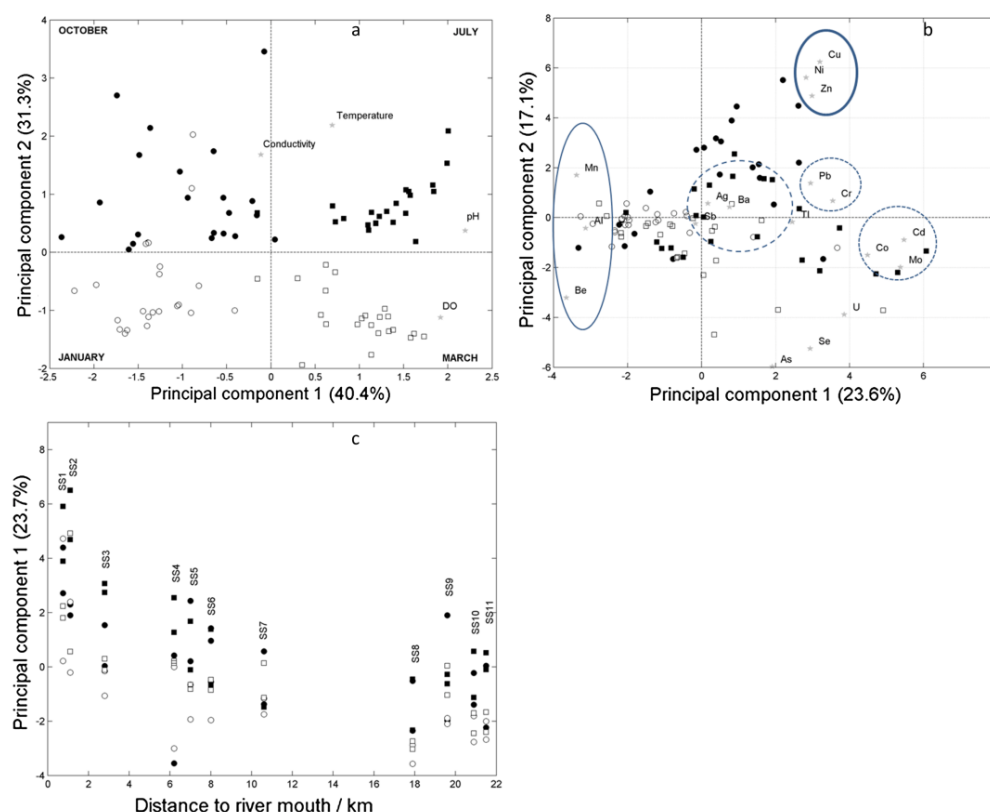 a
OCTOBER
JULY
Temperature
Conductivity
pH
DO
JANUARY
MARCH
4
3
2
1
0
-1
-2
-2.5 -2 -1.5 -1 -0.5 0 0.5 1 1.5 2 2.5
Principal component 2 (31.3%)
Principal component 1 (40.4%)
b
Cu
Ni
Zn
Pb
Cr
Mn
Al
Be
Ag
Ba
Sb
Tl
Cd
Co
Mo
U
Se
As
8
6
4
2
0
-2
-4
-6
-4 -2 0 2 4 6
Principal component 2 (17.1%)
Principal component 1 (23.6%)
c
SS1
SS2
SS3
SS4
SS5
SS6
SS7
SS8
SS9
SS10
SS11
8
6
4
2
0
-2
-4
0 2 4 6 8 10 12 14 16 18 20 22
Principal component 1 (23.7%)
Distance to river mouth / km